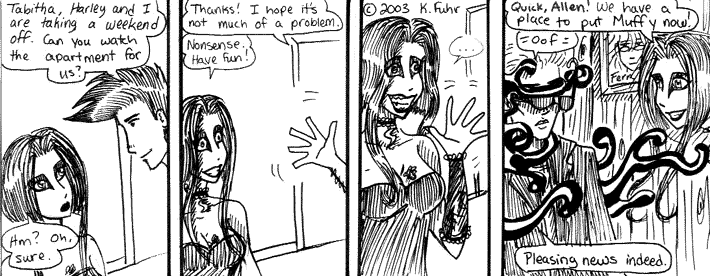 Tabitha, Harley and I
are taking a weekend
off. Can you watch
the apartment for
us?
Hm? Oh,
sure.
Thanks! I hope it's
not much of a problem.
Nonsense.
Have Fun!
© 2003 K. Fuhr
...
Quick, Allen! We have a
place to put Muffy now!
=oof=
Fern
Pleasing news indeed.